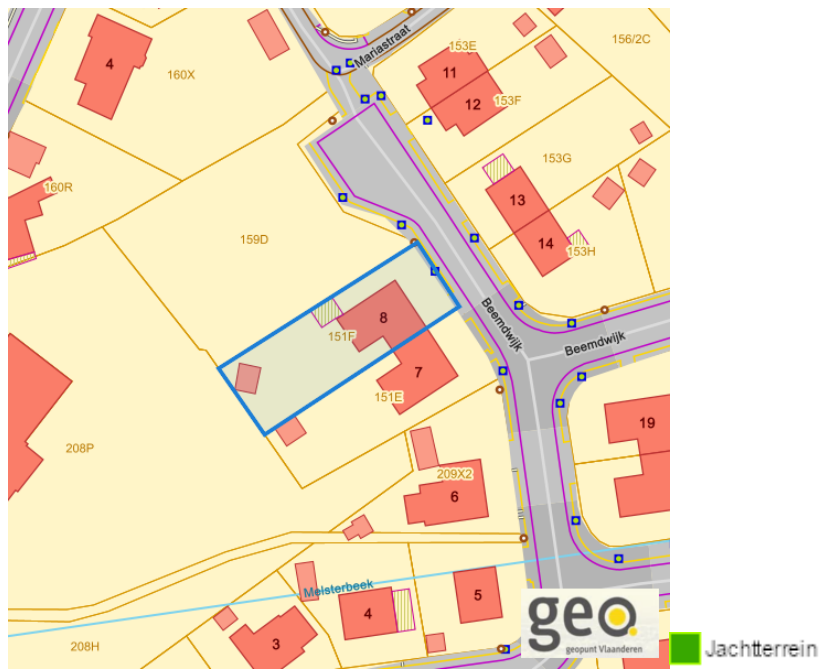 Mariastraat
153E
156/2C
4
160X
11
12
153F
153G
160R
13
159D
14
153H
Beemdwijk
8
151F
Beemdwijk
7
151E
19
208P
209X2
6
Meisterbeek
4
5
geo
geopunt Vlaanderen
208H
3
Jachtterrein